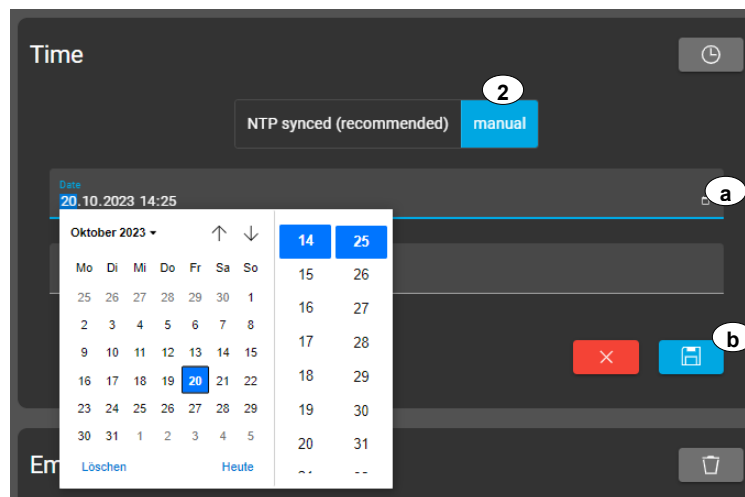 Time
2
NTP synced (recommended) manual
Date
20.10.2023 14:25
a
Oktober 2023
14 25
Mo Di Mi Do Fr Sa So
15 26
25 26 27 28 29 30 1
16 27
2 3 4 5 6 7 8
17 28
9 10 11 12 13 14 15
b
16 17 18 19 20 21 22
18 29
23 24 25 26 27 28 29
19 30
30 31 1 2 3 4 5
20 31
Löschen Heute
Em